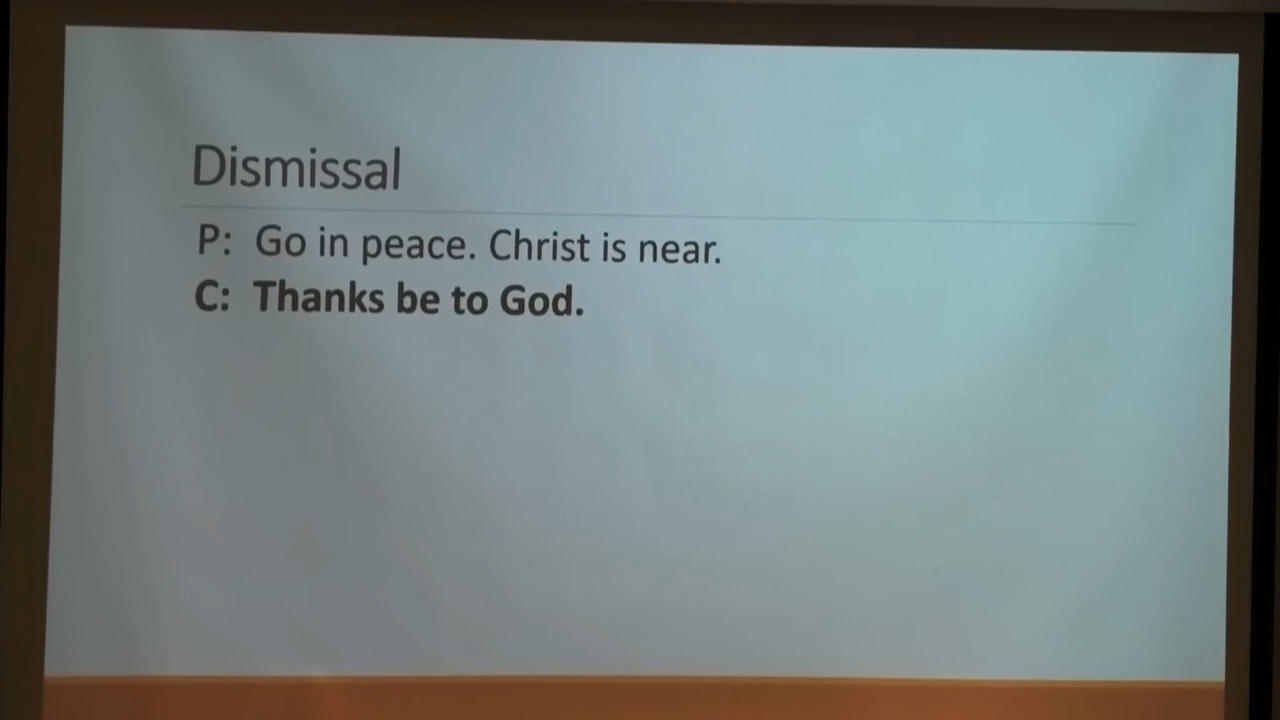 Dismissal
P: Go in peace. Christ is near.
C: Thanks be to God.